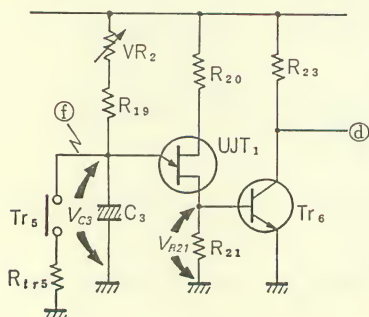 VR2
R20
R23
R19
ⓕ
UJT1
ⓓ
Tr5
VC3
C3
Tr6
VR21
R21
Rtr5